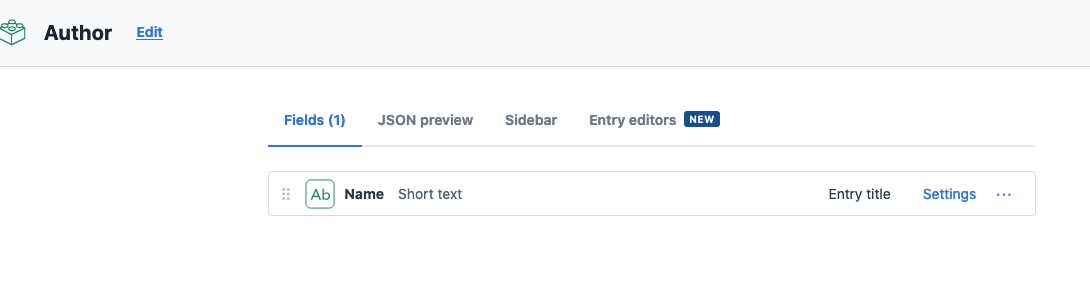 Author Edit
Fields (1) JSON preview Sidebar Entry editors NEW
Ab Name Short text Entry title Settings ...